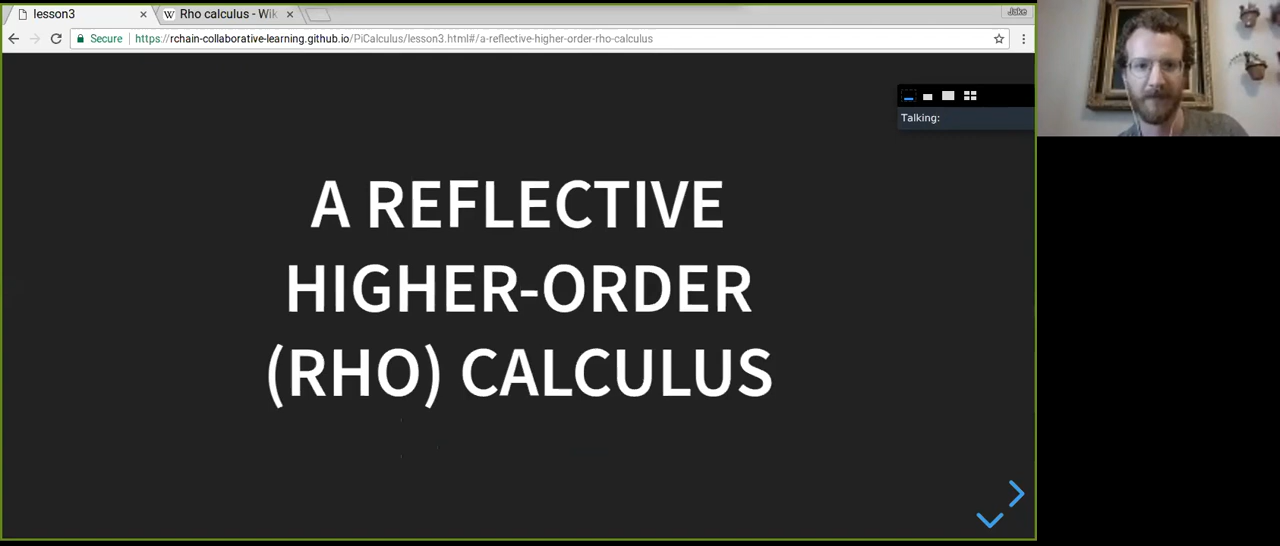 lesson3
Rho calculus - Wik
Jake
Secure
https://rchain-collaborative-learning.github.io/PiCalculus/lesson3.html#/a-reflective-higher-order-rho-calculus
Talking:
A REFLECTIVE
HIGHER-ORDER
(RHO) CALCULUS